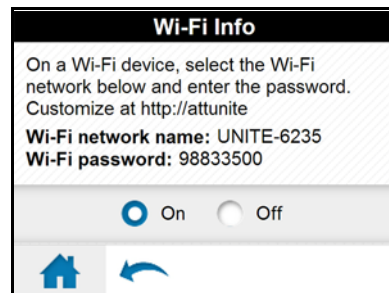 Wi-Fi Info
On a Wi-Fi device, select the Wi-Fi
network below and enter the password.
Customize at http://attunite
Wi-Fi network name: UNITE-6235
Wi-Fi password: 98833500
On Off